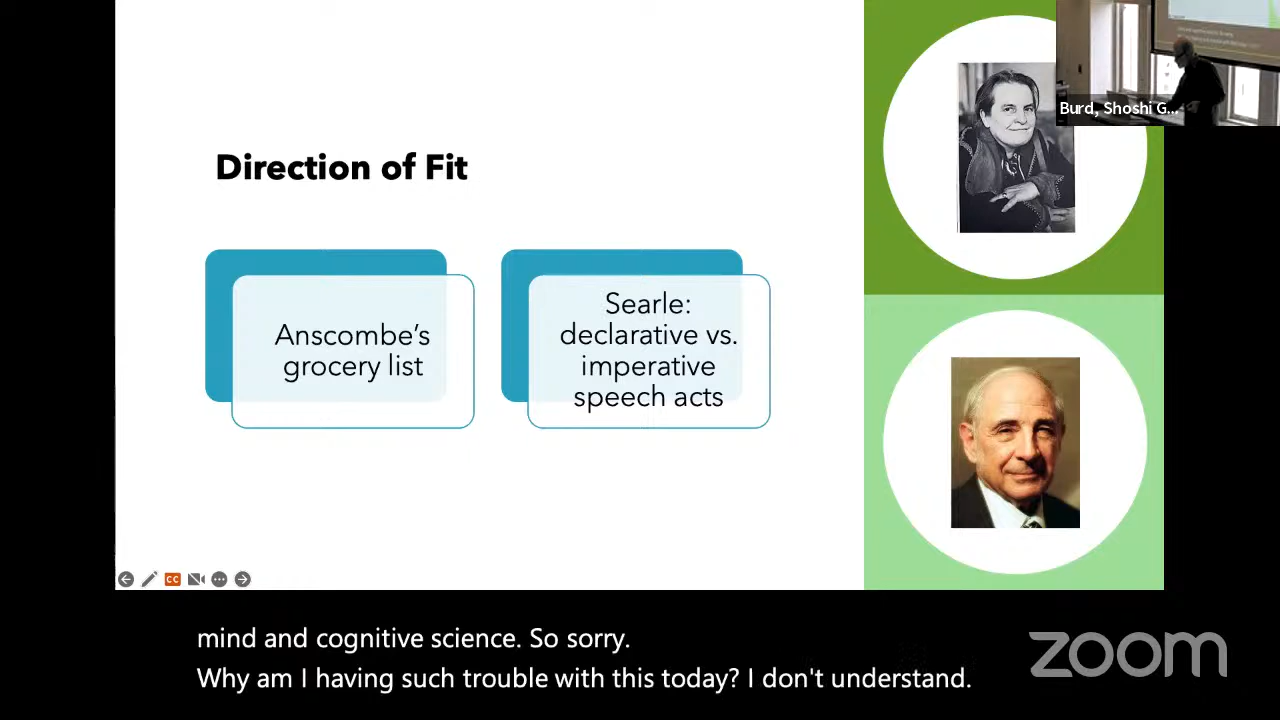 Burd, Shoshi G...
Direction of Fit
Anscombe's
grocery list
Searle:
declarative vs.
imperative
speech acts
CC
mind and cognitive science. So sorry.
Why am I having such trouble with this today? I don't understand.
zoom